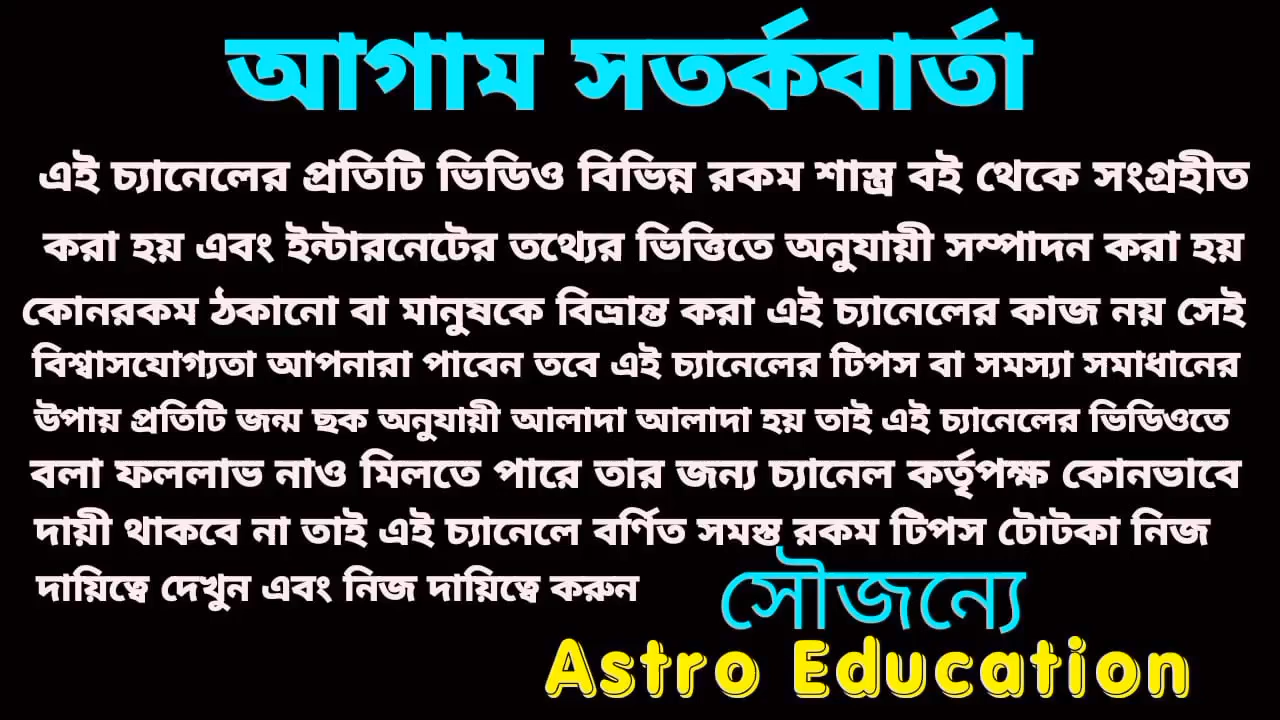 আগাম সতর্কবার্তা
এই চ্যানেলের প্রতিটি ভিডিও বিভিন্ন রকম শাস্ত্র বই থেকে সংগ্রহীত
করা হয় এবং ইন্টারনেটের তথ্যের ভিত্তিতে অনুযায়ী সম্পাদন করা হয়
কোনরকম ঠকানো বা মানুষকে বিভ্রান্ত করা এই চ্যানেলের কাজ নয় সেই
বিশ্বাসযোগ্যতা আপনারা পাবেন তবে এই চ্যানেলের টিপস বা সমস্যা সমাধানের
উপায় প্রতিটি জন্ম ছক অনুযায়ী আলাদা আলাদা হয় তাই এই চ্যানেলের ভিডিওতে
বলা ফললাভ নাও মিলতে পারে তার জন্য চ্যানেল কর্তৃপক্ষ কোনভাবে
দায়ী থাকবে না তাই এই চ্যানেলে বর্ণিত সমস্ত রকম টিপস টোটকা নিজ
দায়িত্বে দেখুন এবং নিজ দায়িত্বে করুন
সৌজন্যে
Astro Education